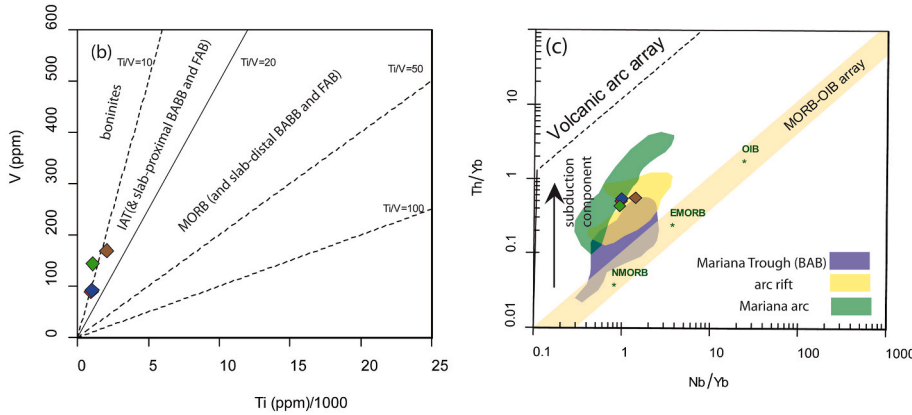 (b)
600
500
400
300
200
100
0
V (ppm)
Ti/V=10
Ti/V=20
Ti/V=50
Ti/V=100
boninites
IAT(& slab-proximal BABB and FAB)
MORB (and slab-distal BABB and FAB)
0 5 10 15 20 25
Ti (ppm)/1000
(c)
10
1
0.1
0.01
Th/Yb
Volcanic arc array
MORB-OIB array
subduction
component
OIB
EMORB
NMORB
Mariana Trough (BAB)
arc rift
Mariana arc
0.1 1 10 100 1000
Nb/Yb